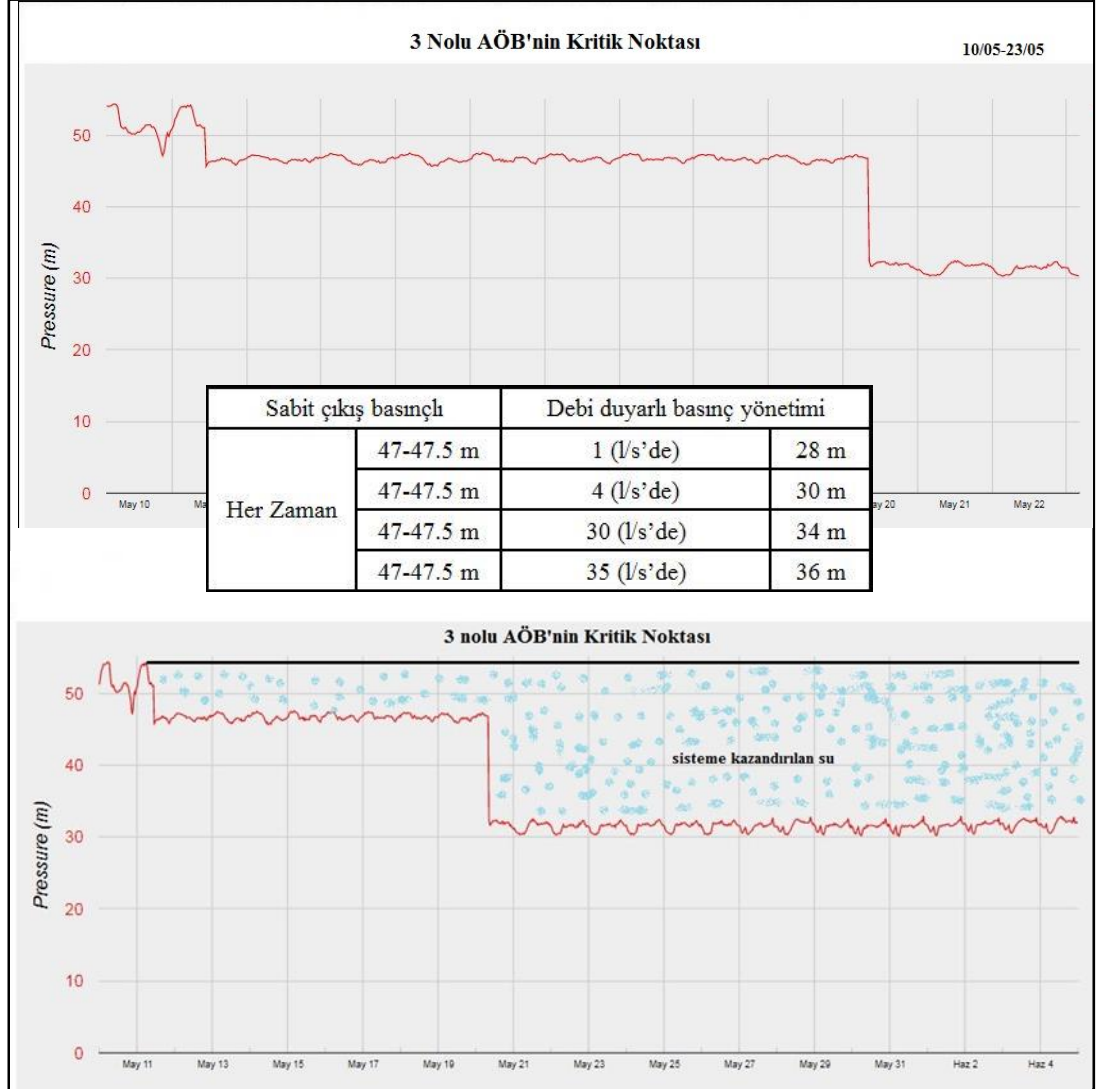 3 Nolu AÖB'nin Kritik Noktası
10/05-23/05
Pressure (m)
50
40
30
20
10
0
May 10
Ma
ay 20
May 21
May 22
Sabit çıkış basınçlı
Debi duyarlı basınç yönetimi
Her Zaman
47-47.5 m
1 (l/s’de)
28 m
47-47.5 m
4 (l/s’de)
30 m
47-47.5 m
30 (l/s’de)
34 m
47-47.5 m
35 (l/s’de)
36 m
3 nolu AÖB'nin Kritik Noktası
Pressure (m)
50
40
30
20
10
0
sisteme kazandırılan su
May 11
May 13
May 15
May 17
May 19
May 21
May 23
May 25
May 27
May 29
May 31
Haz 2
Haz 4